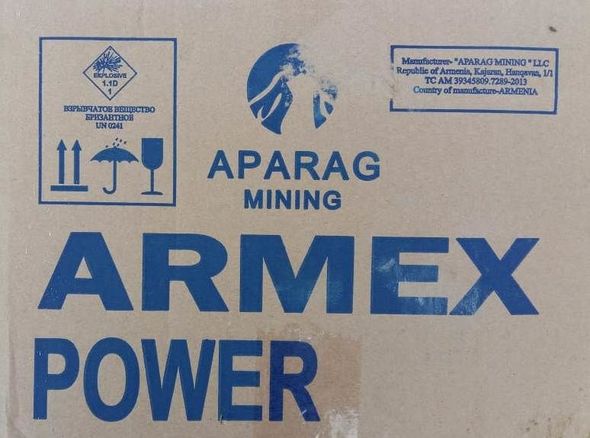 EXPLOSIVE
1.1D
1
ВЗРЫВЧАТОЕ ВЕЩЕСТВО
БРИЗАНТНОЕ
UN 0241
APARAG
MINING
Manufacturer- "APARAG MINING" LLC
Republic of Armenia, Kajaran, Hanqavan, 1/1
TC AM 39345809.7289-2013
Country of manufacture-ARMENIA
ARMEX
POWER